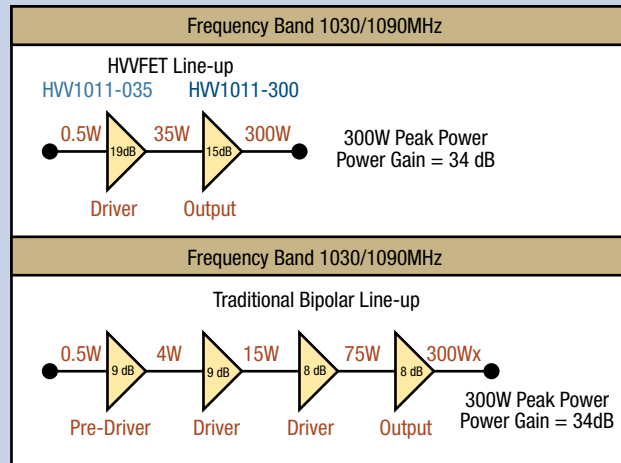 Frequency Band 1030/1090MHz
HVVFET Line-up
HVV1011-035 HVV1011-300
0.5W 35W 300W
19dB 15dB
300W Peak Power
Power Gain = 34 dB
Driver Output
Frequency Band 1030/1090MHz
Traditional Bipolar Line-up
0.5W 4W 15W 75W 300Wx
9 dB 9 dB 8 dB 8 dB
300W Peak Power
Power Gain = 34dB
Pre-Driver Driver Driver Output